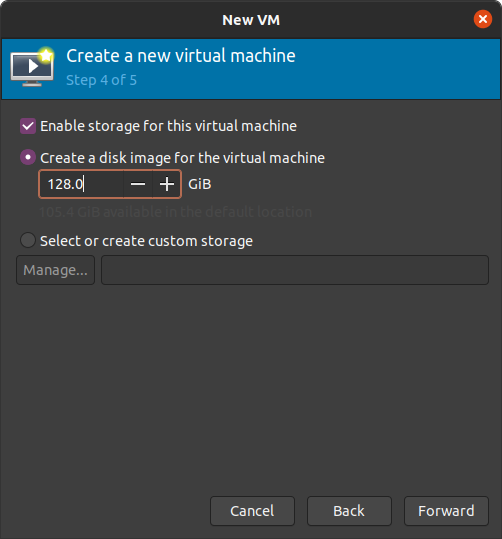 New VM
Create a new virtual machine
Step 4 of 5
Enable storage for this virtual machine
Create a disk image for the virtual machine
128.0 GiB
105.4 GiB available in the default location
Select or create custom storage
Manage...
Cancel Back Forward